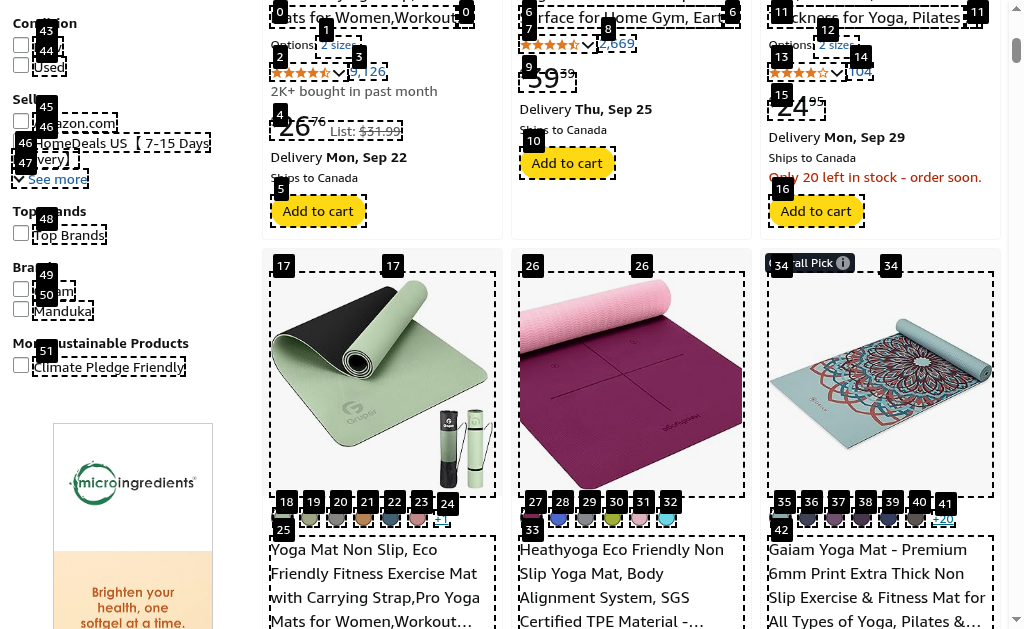 Condition
43
44
Used
45
46
Amazon.com
46
HomeDeals US【 7-15 Days
47
See more
Top Brands
48
Top Brands
Brand
49
50
Gaiam
Manduka
More Sustainable Products
51
Climate Pledge Friendly
microingredients
Brighten your
health, one
softgel at a time.
0
0
Mats for Women,Workout
1
Options: 2 sizes
2
3
9,126
2K+ bought in past month
4
26 76 List: $31.99
Delivery Mon, Sep 22
Ships to Canada
5
Add to cart
6
6
Surface for Home Gym, Eart
7
8
2,669
9
59 39
Delivery Thu, Sep 25
Ships to Canada
10
Add to cart
11
11
Thickness for Yoga, Pilates
12
Options: 2 sizes
13
14
104
15
24 95
Delivery Mon, Sep 29
Ships to Canada
Only 20 left in stock - order soon.
16
Add to cart
17
17
Gruper
18 19 20 21 22 23 24
+1
25
Yoga Mat Non Slip, Eco
Friendly Fitness Exercise Mat
with Carrying Strap,Pro Yoga
Mats for Women,Workout…
26
26
27 28 29 30 31 32
33
Heathyoga Eco Friendly Non
Slip Yoga Mat, Body
Alignment System, SGS
Certified TPE Material -…
Overall Pick
34
34
35 36 37 38 39 40 41
+20
42
Gaiam Yoga Mat - Premium
6mm Print Extra Thick Non
Slip Exercise & Fitness Mat for
All Types of Yoga, Pilates &…